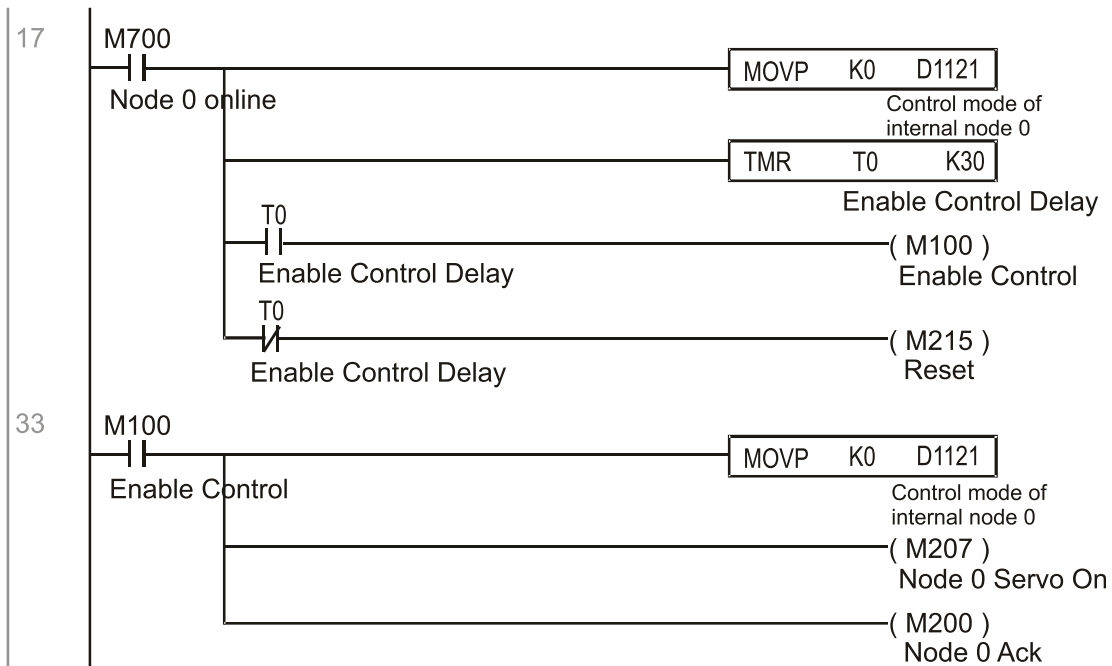 17
M700
Node 0 online
MOVP K0 D1121
Control mode of
internal node 0
TMR T0 K30
Enable Control Delay
T0
Enable Control Delay
( M100 )
Enable Control
T0
Enable Control Delay
( M215 )
Reset
33
M100
Enable Control
MOVP K0 D1121
Control mode of
internal node 0
( M207 )
Node 0 Servo On
( M200 )
Node 0 Ack